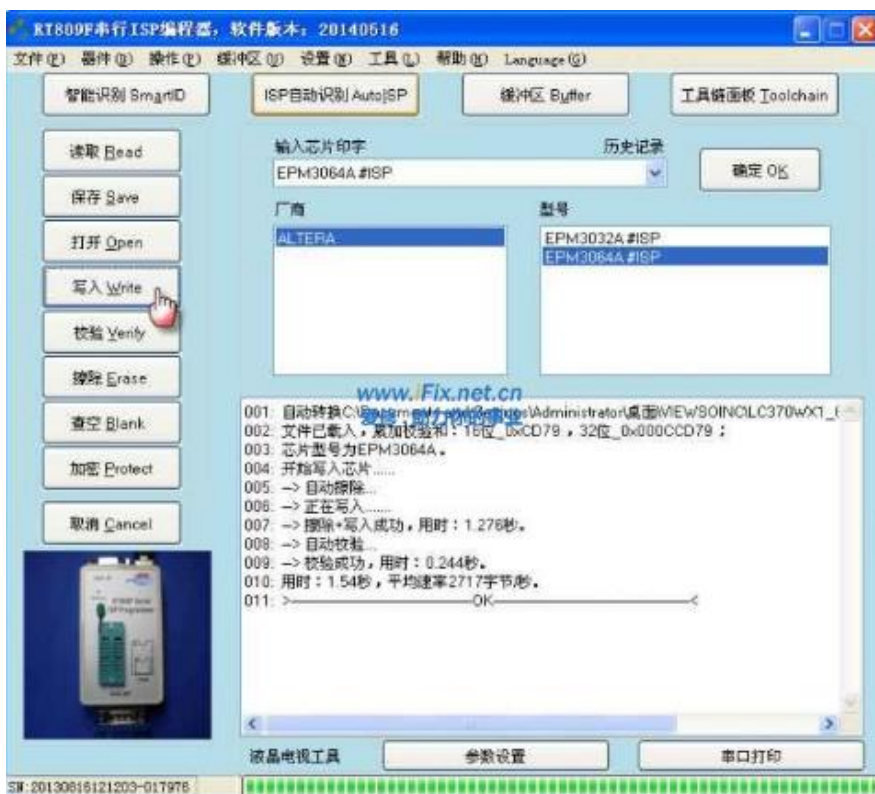 RT809F串行ISP编程器，软件版本：20140516
文件(F) 器件(D) 操作(P) 缓冲区(U) 设置(W) 工具(L) 帮助(H) Language(G)
智能识别 SmartID ISP自动识别 AutoISP 缓冲区 Buffer 工具链面板 Toolchain
读取 Read
保存 Save
打开 Open
写入 Write
校验 Verify
擦除 Erase
查空 Blank
加密 Protect
取消 Cancel
输入芯片印字 历史记录
EPM3064A #ISP
确定 OK
厂商 型号
ALTERA
EPM3032A #ISP
EPM3064A #ISP
www.iFix.net.cn
001: 自动转换C:\Documents and Settings\Administrator\桌面\VIEWSOINC\LC370WX1_
002: 文件已载入，累加校验和：16位_0xCD79，32位_0x000CCD79；
003: 芯片型号为EPM3064A。
004: 开始写入芯片......
005: --> 自动擦除...
006: --> 正在写入......
007: --> 擦除+写入成功，用时：1.276秒。
008: --> 自动校验...
009: --> 校验成功，用时：0.244秒。
010: 用时：1.54秒，平均速率2717字节/秒。
011: >————————OK————————<
液晶电视工具 参数设置 串口打印
SN:20130816121203-017976